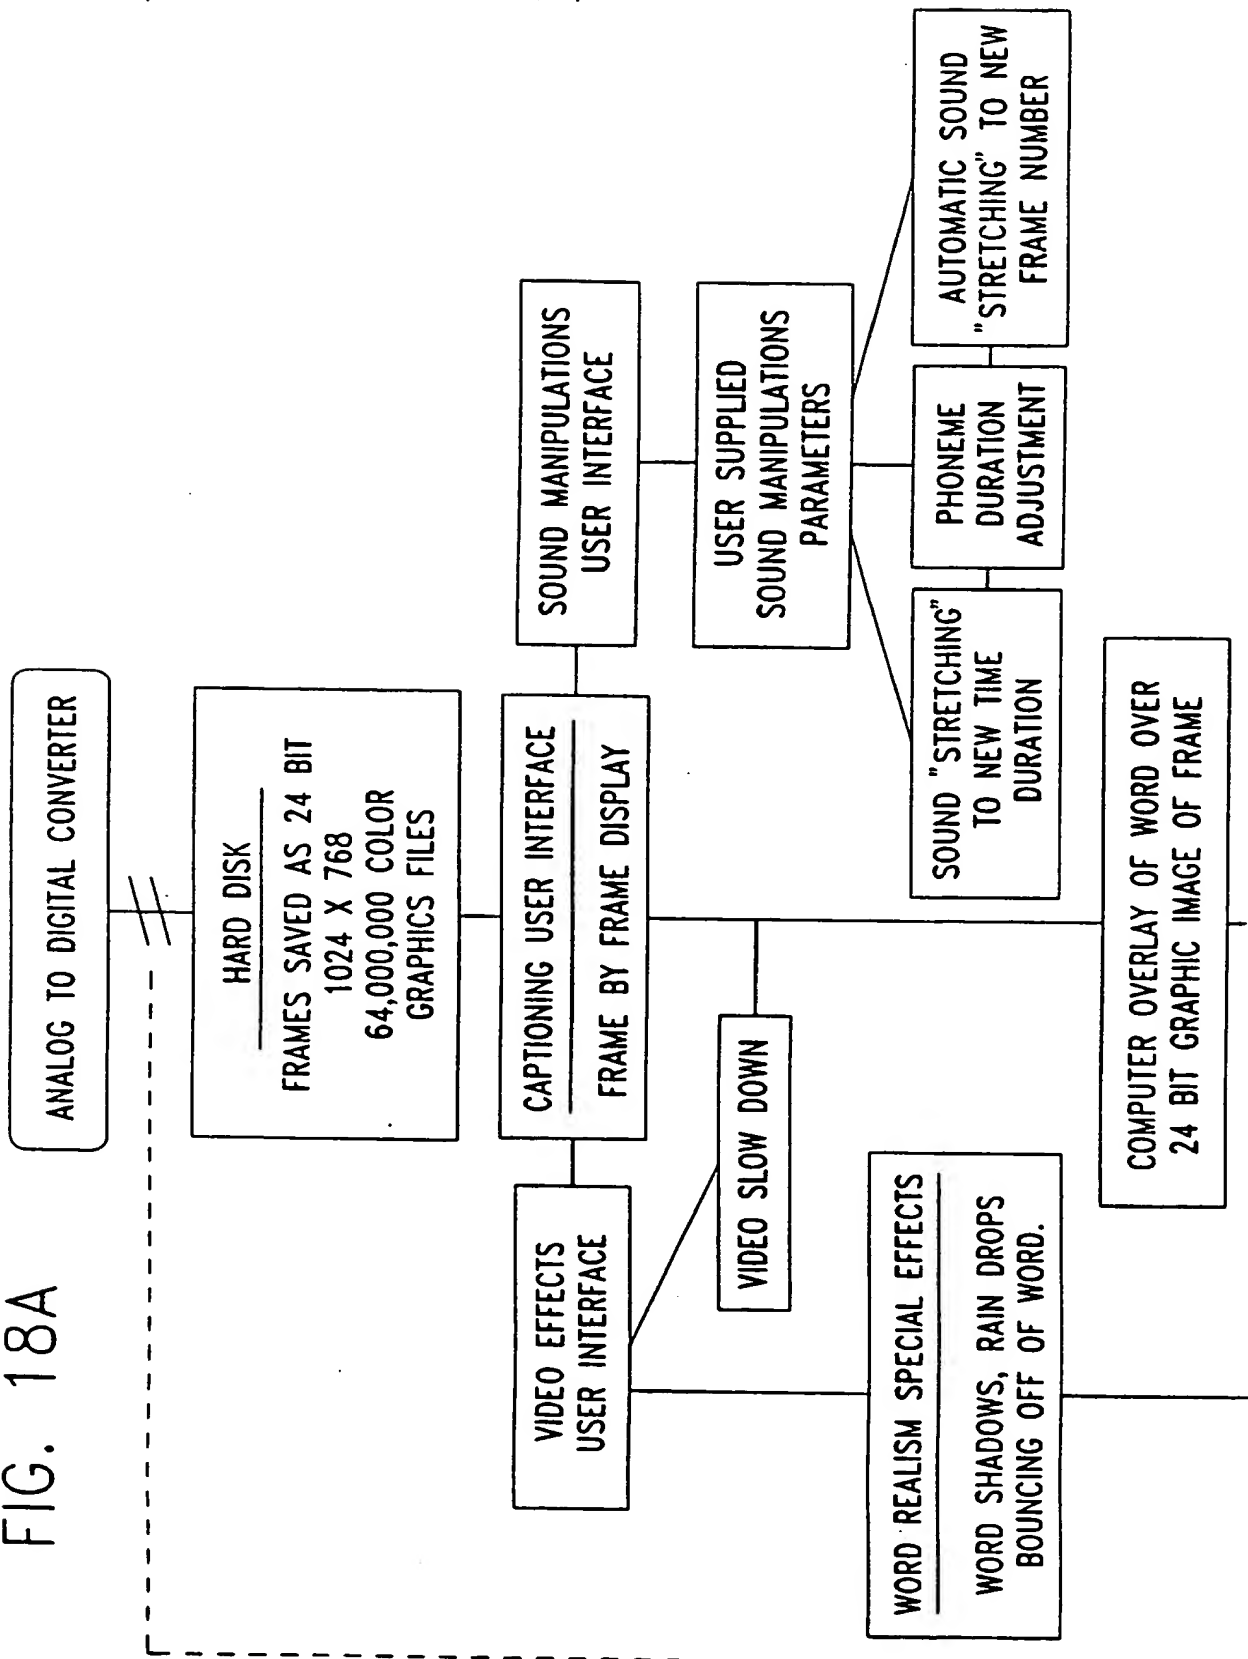 FIG. 18A
ANALOG TO DIGITAL CONVERTER
HARD DISK
FRAMES SAVED AS 24 BIT
1024 X 768
64,000,000 COLOR
GRAPHICS FILES
VIDEO EFFECTS
USER INTERFACE
CAPTIONING USER INTERFACE
FRAME BY FRAME DISPLAY
SOUND MANIPULATIONS
USER INTERFACE
VIDEO SLOW DOWN
USER SUPPLIED
SOUND MANIPULATIONS
PARAMETERS
WORD REALISM SPECIAL EFFECTS
WORD SHADOWS, RAIN DROPS
BOUNCING OFF OF WORD.
SOUND "STRETCHING"
TO NEW TIME
DURATION
PHONEME
DURATION
ADJUSTMENT
AUTOMATIC SOUND
"STRETCHING" TO NEW
FRAME NUMBER
COMPUTER OVERLAY OF WORD OVER
24 BIT GRAPHIC IMAGE OF FRAME